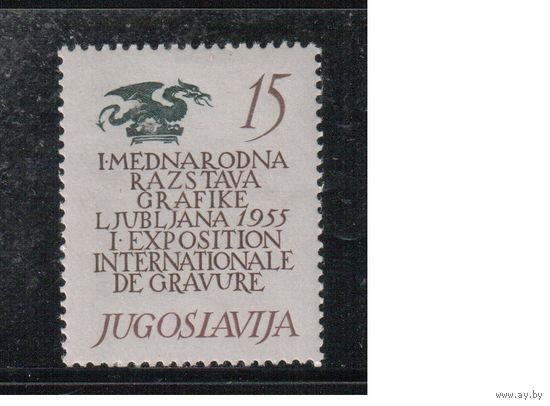 15
I·MEDNARODNA
RAZSTAVA
GRAFIKE
LJUBLJANA 1955
I·EXPOSITION
INTERNATIONALE
DE GRAVURE
JUGOSLAVIJA
www.ay.by